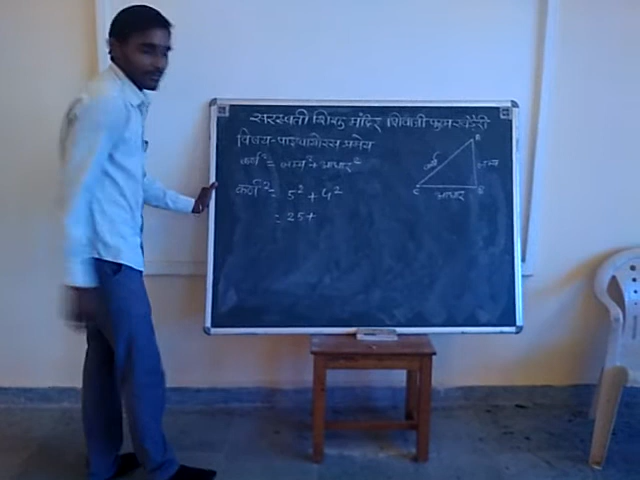 सरस्वती शिशु मंदिर शिवाजी
विषय-पाइथागोरस प्रमेय
कर्ण² = लम्ब² + आधार²
कर्ण² = 5² + 4²
= 25+
A
कर्ण
लम्ब
C
B
आधार